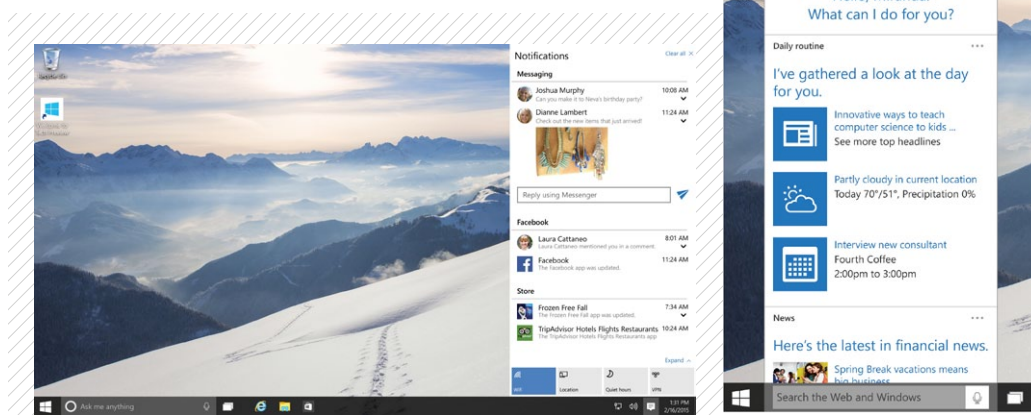 Notifications
Clear all
Messaging
Joshua Murphy 10:08 AM
Can you make it to Neva's birthday party?
Dianne Lambert 11:24 AM
Check out the new items that just arrived!
Reply using Messenger
Facebook
Laura Cattaneo 8:01 AM
Laura Cattaneo mentioned you in a comment.
Facebook 11:24 AM
The Facebook app was updated.
Store
Frozen Free Fall 7:34 AM
The Frozen Free Fall app was updated.
TripAdvisor Hotels Flights Restaurants 10:24 AM
The TripAdvisor Hotels Flights Restaurants app
Expand
Location Quiet hours VPN
Ask me anything
1:31 PM
2/16/2015
What can I do for you?
Daily routine
I've gathered a look at the day
for you.
Innovative ways to teach
computer science to kids ...
See more top headlines
Partly cloudy in current location
Today 70°/51°, Precipitation 0%
Interview new consultant
Fourth Coffee
2:00pm to 3:00pm
News
Here's the latest in financial news.
Spring Break vacations means
big business
Search the Web and Windows